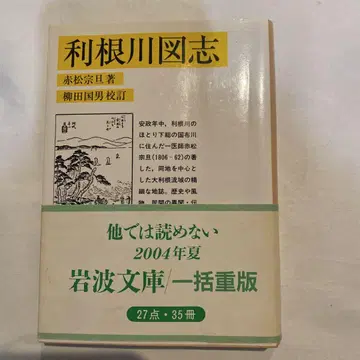 利根川図志
赤松宗旦著
柳田国男校訂
安政年中,利根川の
ほとり下総の国布川
に住んだ一医師赤松
宗旦(1806-62)の著
した,同地を中心と
した大利根流域の精
細な地誌.歴史や風
物
他では読めない
2004年夏
岩波文庫/一括重版
27点・35冊